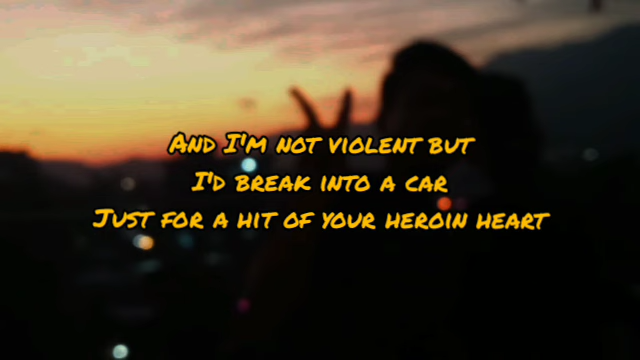 And I'm not violent but
I'd break into a car
Just for a hit of your heroin heart